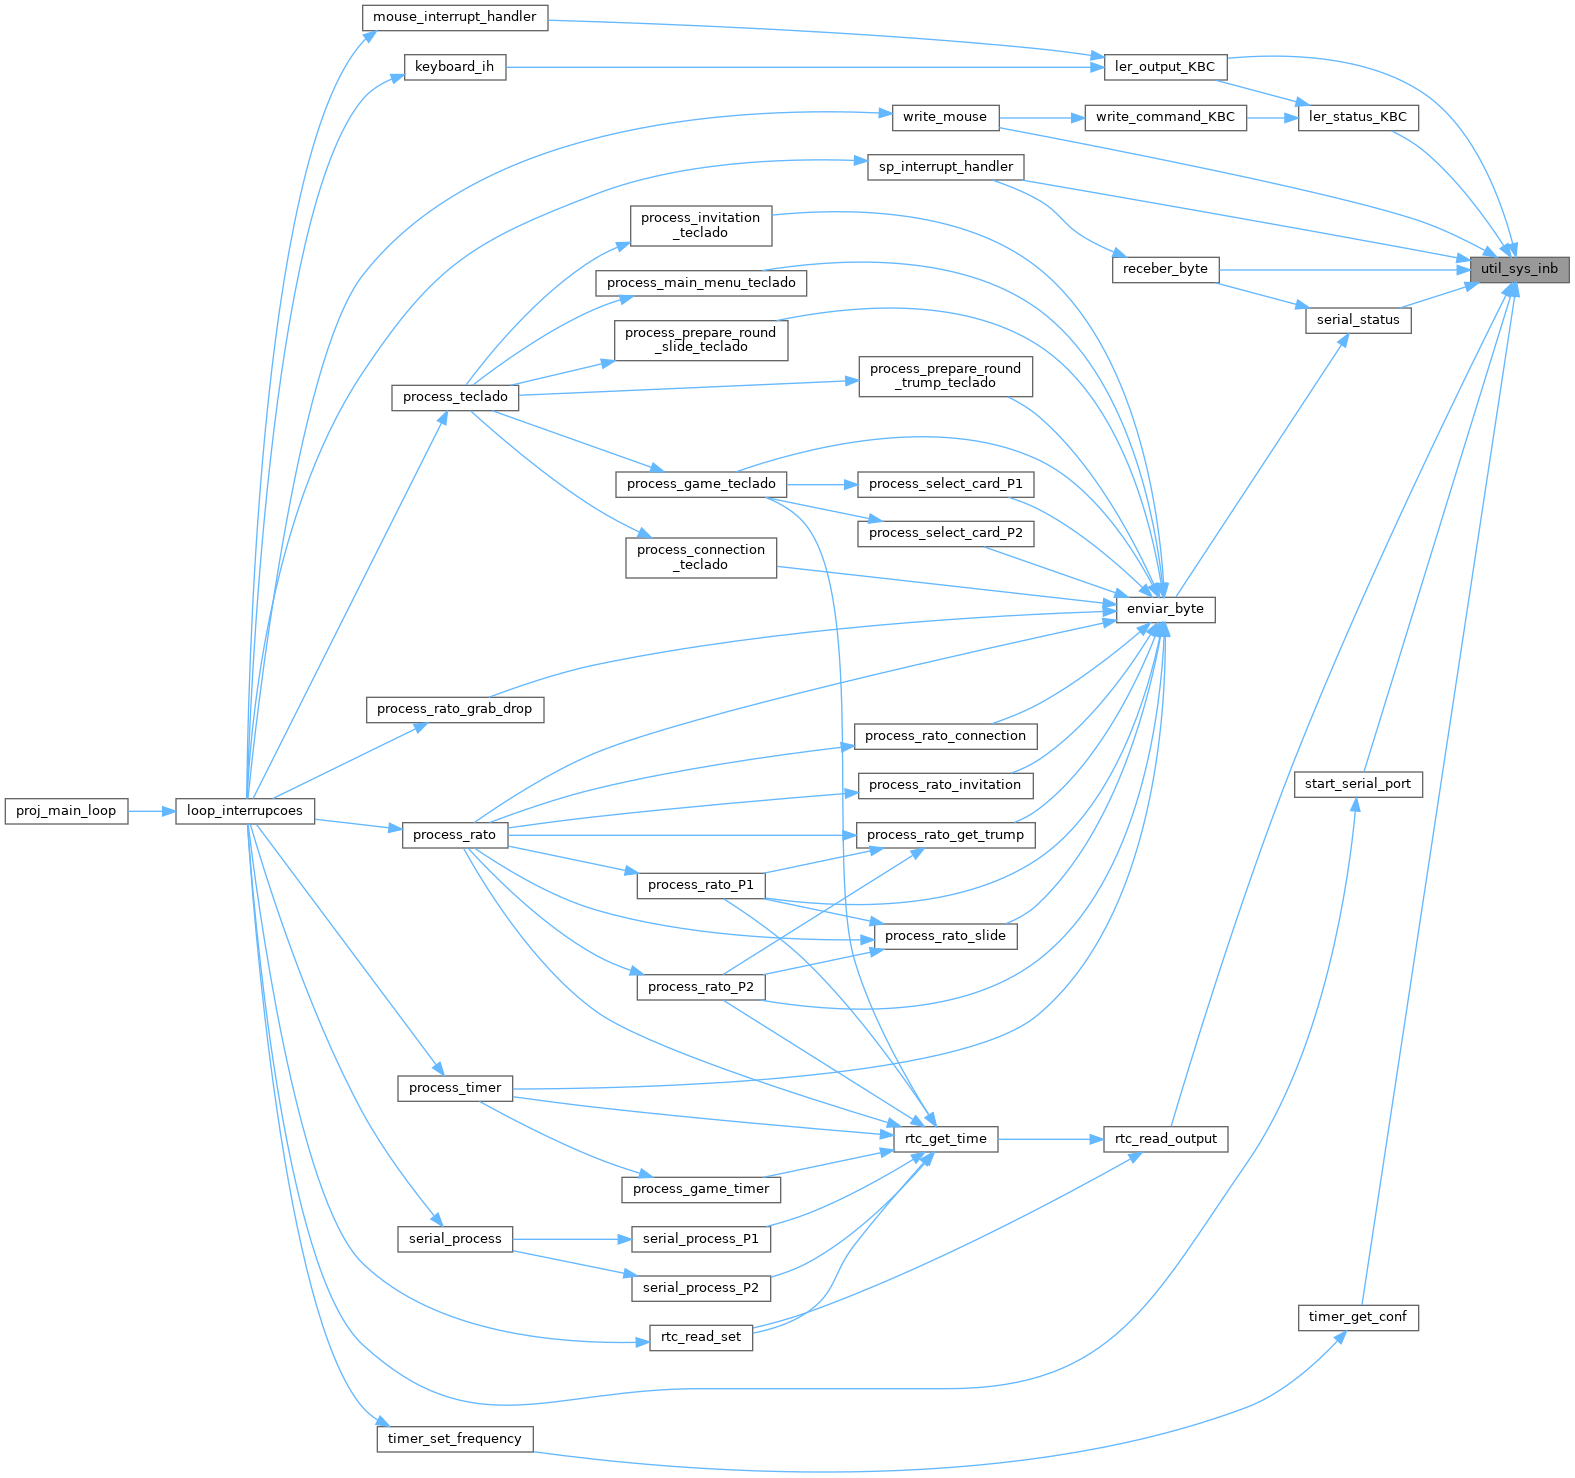 mouse_interrupt_handler
keyboard_ih
ler_output_KBC
write_mouse
write_command_KBC
ler_status_KBC
sp_interrupt_handler
process_invitation
_teclado
receber_byte
util_sys_inb
process_main_menu_teclado
serial_status
process_prepare_round
_slide_teclado
process_prepare_round
_trump_teclado
process_teclado
process_game_teclado
process_select_card_P1
process_select_card_P2
process_connection
_teclado
enviar_byte
process_rato_grab_drop
process_rato_connection
process_rato_invitation
start_serial_port
proj_main_loop
loop_interrupcoes
process_rato
process_rato_get_trump
process_rato_P1
process_rato_slide
process_rato_P2
process_timer
rtc_get_time
rtc_read_output
process_game_timer
serial_process
serial_process_P1
serial_process_P2
timer_get_conf
rtc_read_set
timer_set_frequency